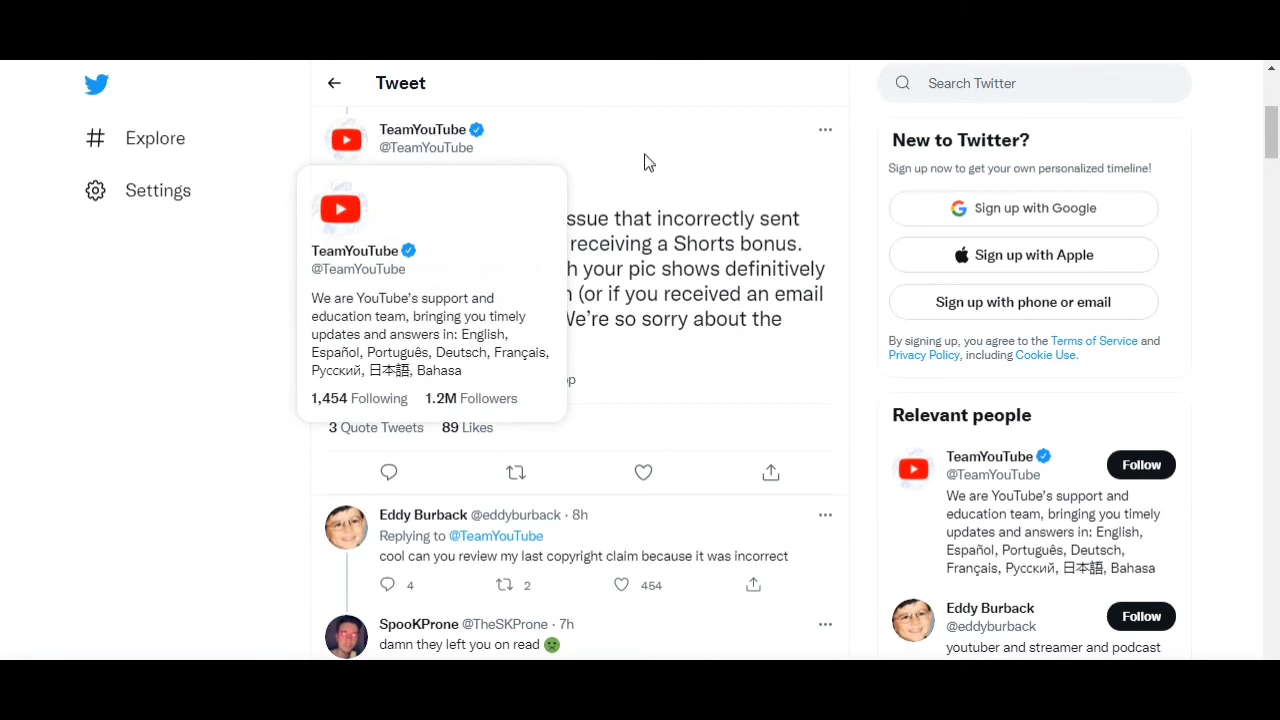 Tweet
Search Twitter
Explore
Settings
TeamYouTube
@TeamYouTube
TeamYouTube
@TeamYouTube
We are YouTube's support and
education team, bringing you timely
updates and answers in: English,
Español, Português, Deutsch, Français,
Русский, 日本語, Bahasa
1,454 Following 1.2M Followers
ssue that incorrectly sent
receiving a Shorts bonus.
h your pic shows definitively
n (or if you received an email
We're so sorry about the
3 Quote Tweets 89 Likes
Eddy Burback @eddyburback · 8h
Replying to @TeamYouTube
cool can you review my last copyright claim because it was incorrect
4 2 454
SpooKProne @TheSKProne · 7h
damn they left you on read 🤢
New to Twitter?
Sign up now to get your own personalized timeline!
Sign up with Google
Sign up with Apple
Sign up with phone or email
By signing up, you agree to the Terms of Service and
Privacy Policy, including Cookie Use.
Relevant people
TeamYouTube
@TeamYouTube
Follow
We are YouTube's support and
education team, bringing you timely
updates and answers in: English,
Español, Português, Deutsch,
Français, Русский, 日本語, Bahasa
Eddy Burback
@eddyburback
Follow
youtuber and streamer and podcast